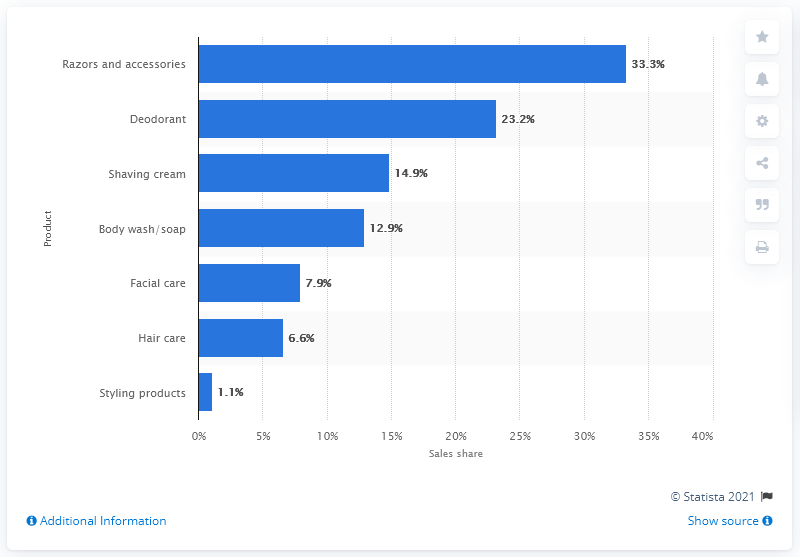 Razors and accessories 33.3%
Deodorant 23.2%
Shaving cream 14.9%
Body wash/soap 12.9%
Facial care 7.9%
Hair care 6.6%
Styling products 1.1%
Product
0% 5% 10% 15% 20% 25% 30% 35% 40%
Sales share
© Statista 2021
Additional Information
Show source